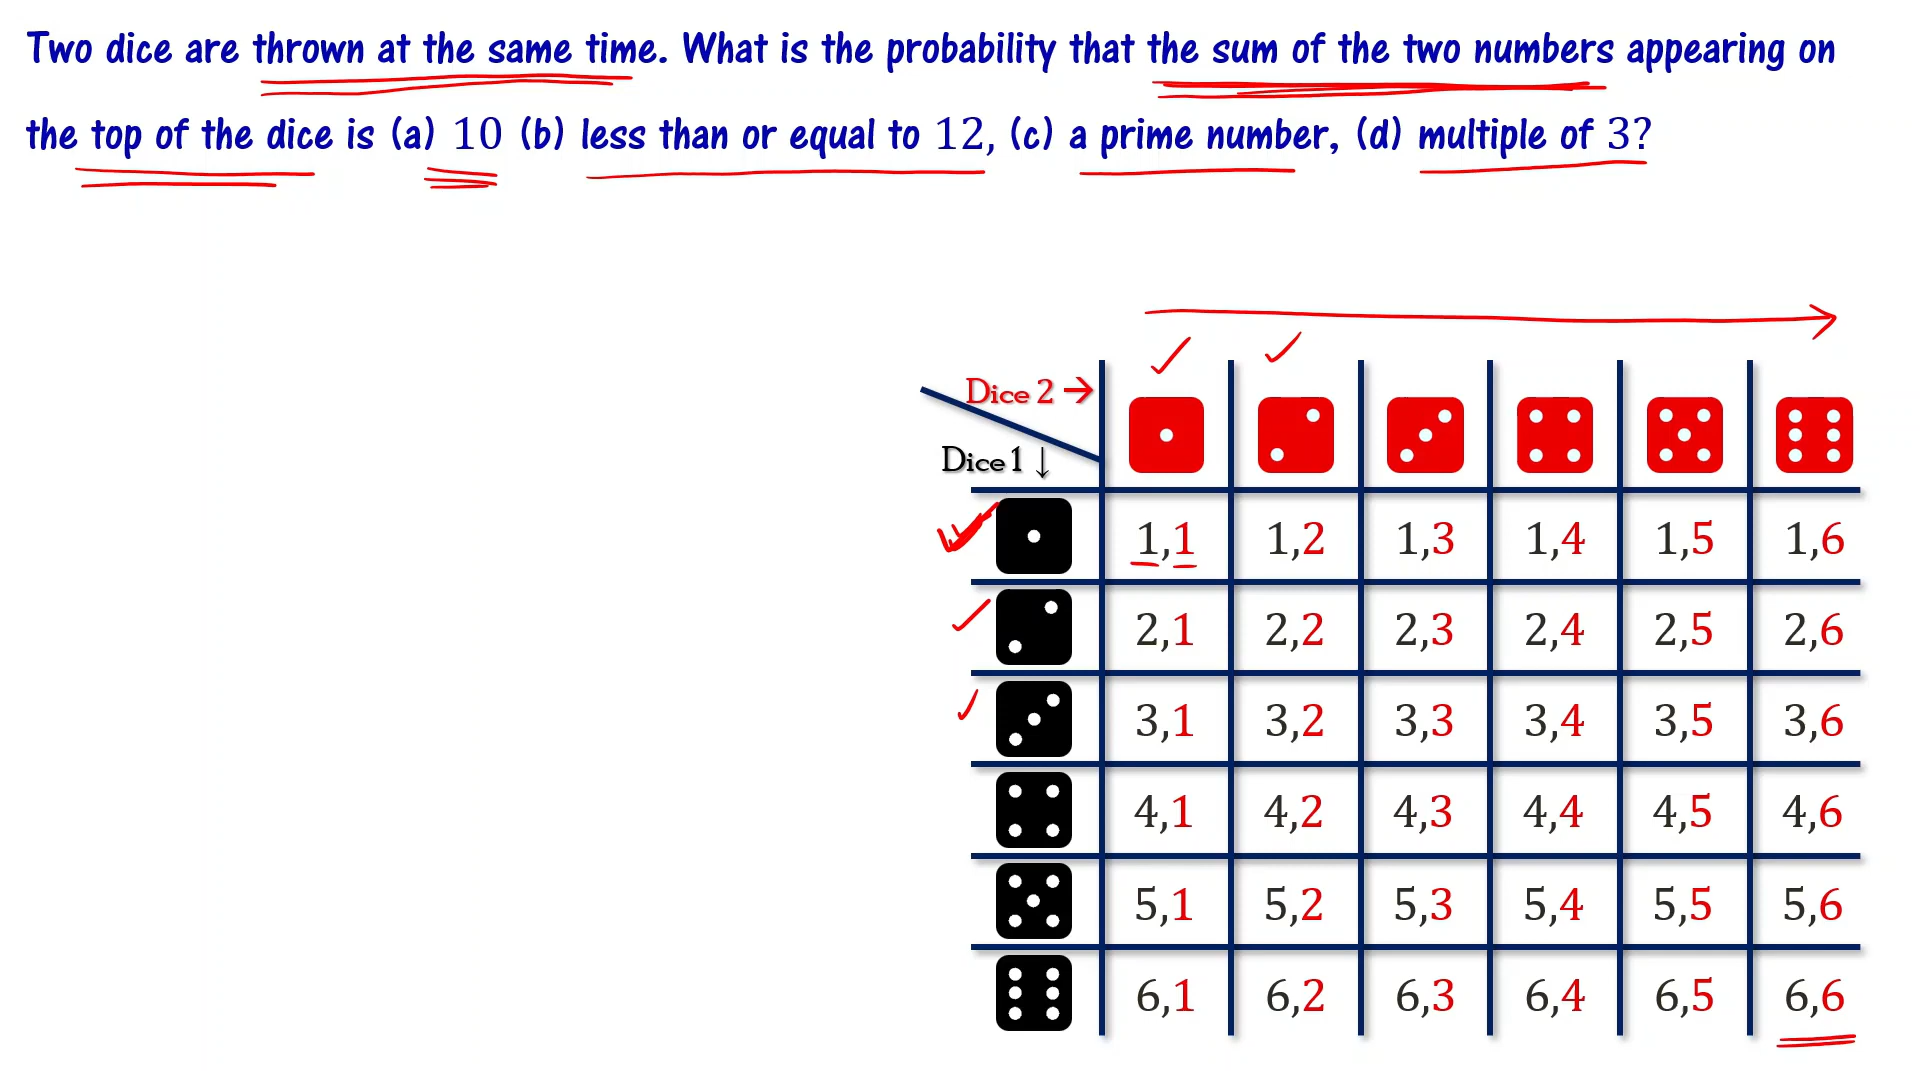 Two dice are thrown at the same time. What is the probability that the sum of the two numbers appearing on
the top of the dice is (a) 10 (b) less than or equal to 12, (c) a prime number, (d) multiple of 3?
Dice 2 →
Dice 1 ↓
1,1 1,2 1,3 1,4 1,5 1,6
2,1 2,2 2,3 2,4 2,5 2,6
3,1 3,2 3,3 3,4 3,5 3,6
4,1 4,2 4,3 4,4 4,5 4,6
5,1 5,2 5,3 5,4 5,5 5,6
6,1 6,2 6,3 6,4 6,5 6,6